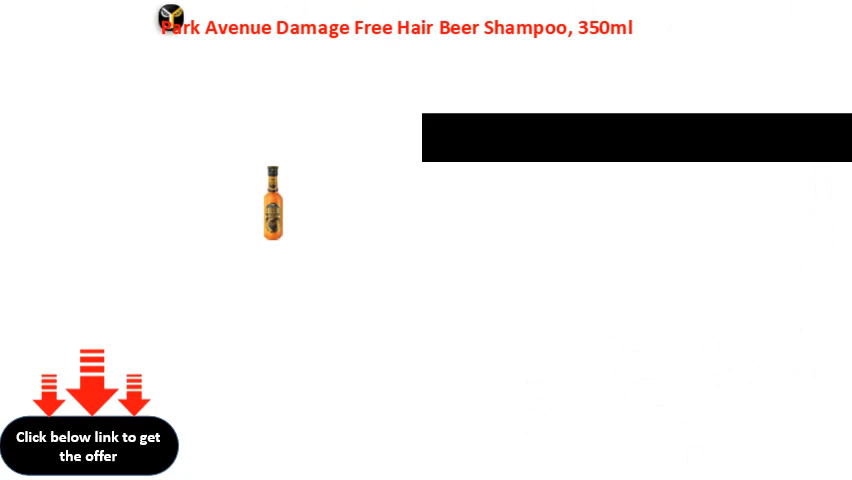 Park Avenue Damage Free Hair Beer Shampoo, 350ml
Click below link to get
the offer